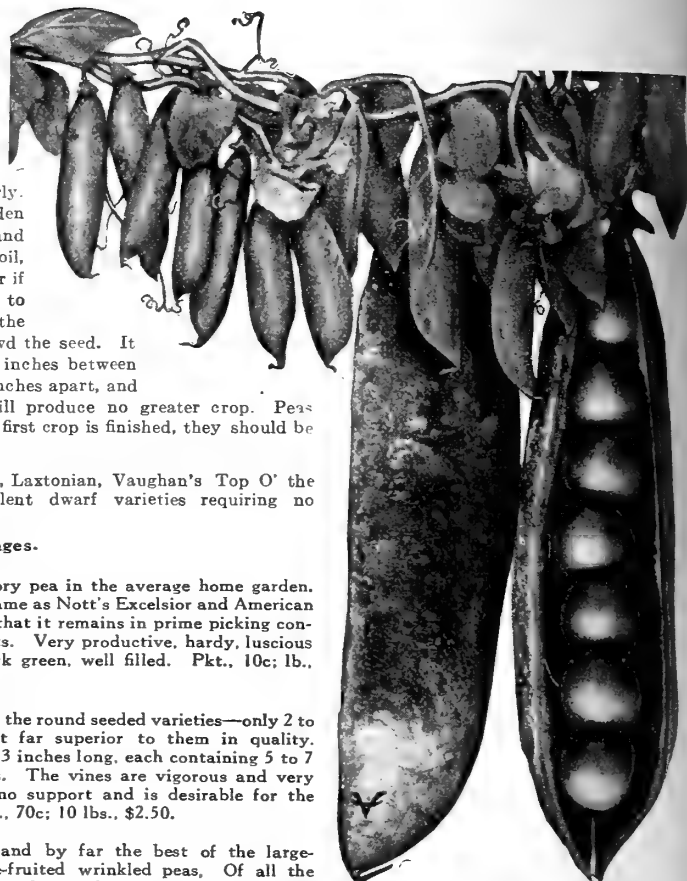 rly.
den
and
oil,
r if
to
the
wd the seed. It
inches between
nches apart, and
ill produce no greater crop. Peas
first crop is finished, they should be
, Laxtonian, Vaughan's Top O' the
lent dwarf varieties requiring no
ages.
ory pea in the average home garden.
ame as Nott's Excelsior and American
that it remains in prime picking con-
ts. Very productive, hardy, luscious
k green, well filled. Pkt., 10c; lb.,
the round seeded varieties—only 2 to
t far superior to them in quality.
3 inches long, each containing 5 to 7
. The vines are vigorous and very
no support and is desirable for the
., 70c; 10 lbs., $2.50.
and by far the best of the large-
-fruited wrinkled peas, Of all the